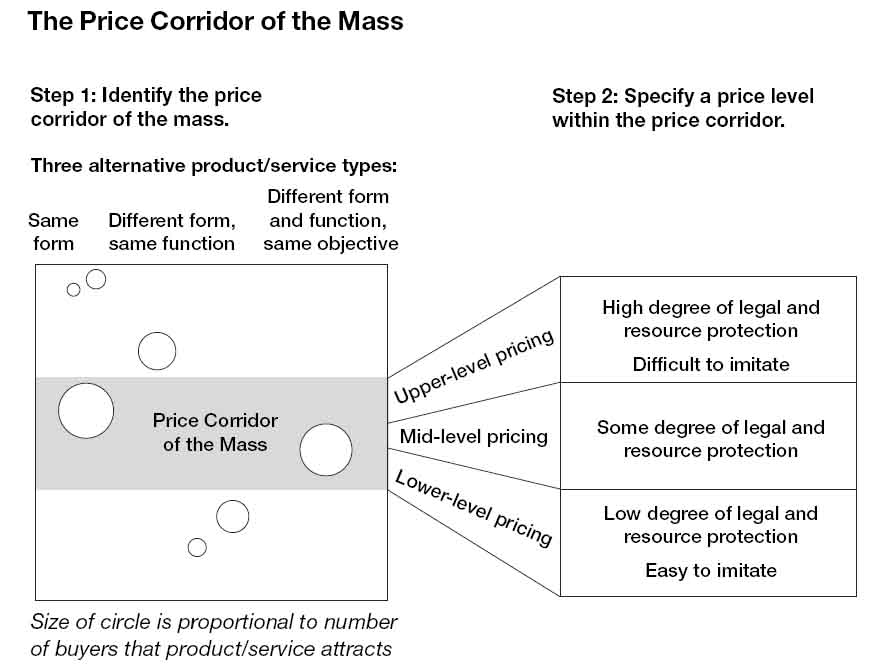 The Price Corridor of the Mass
Step 1: Identify the price
corridor of the mass.
Three alternative product/service types:
Same
form
Different form,
same function
Different form
and function,
same objective
Price Corridor
of the Mass
Size of circle is proportional to number
of buyers that product/service attracts
Step 2: Specify a price level
within the price corridor.
Upper-level pricing
High degree of legal and
resource protection
Difficult to imitate
Mid-level pricing
Some degree of legal and
resource protection
Lower-level pricing
Low degree of legal and
resource protection
Easy to imitate